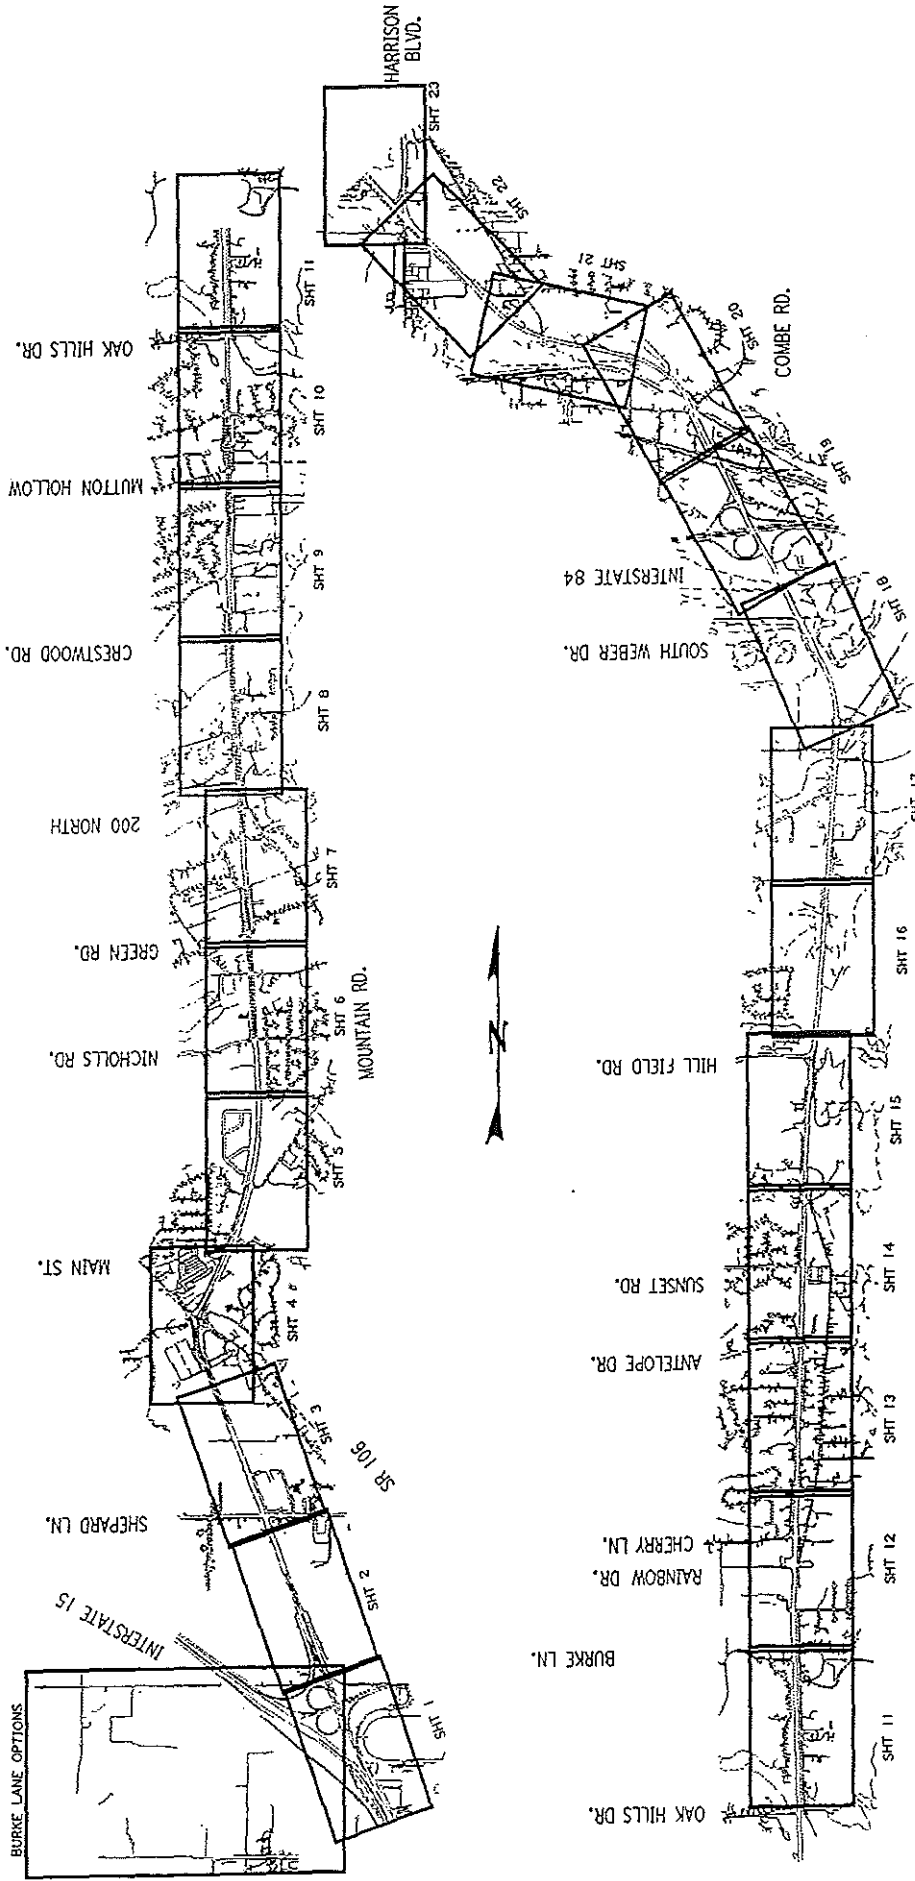 BURKE LANE OPTIONS
INTERSTATE 15
SHT 1
SHT 2
SHEPARD LN.
SHT 3
SR 106
SHT 4
MAIN ST.
SHT 5
NICHOLLS RD.
SHT 6
MOUNTAIN RD.
GREEN RD.
SHT 7
200 NORTH
SHT 8
CRESTWOOD RD.
SHT 9
MUTTON HOLLOW
SHT 10
OAK HILLS DR.
SHT 11
N
OAK HILLS DR.
SHT 11
BURKE LN.
RAINBOW DR.
CHERRY LN.
SHT 12
SHT 13
ANTELOPE DR.
SUNSET RD.
SHT 14
SHT 15
HILL FIELD RD.
SHT 16
SHT 17
SOUTH WEBER DR.
SHT 18
INTERSTATE 84
SHT 19
COMBE RD.
SHT 20
SHT 21
SHT 22
SHT 23
HARRISON
BLVD.